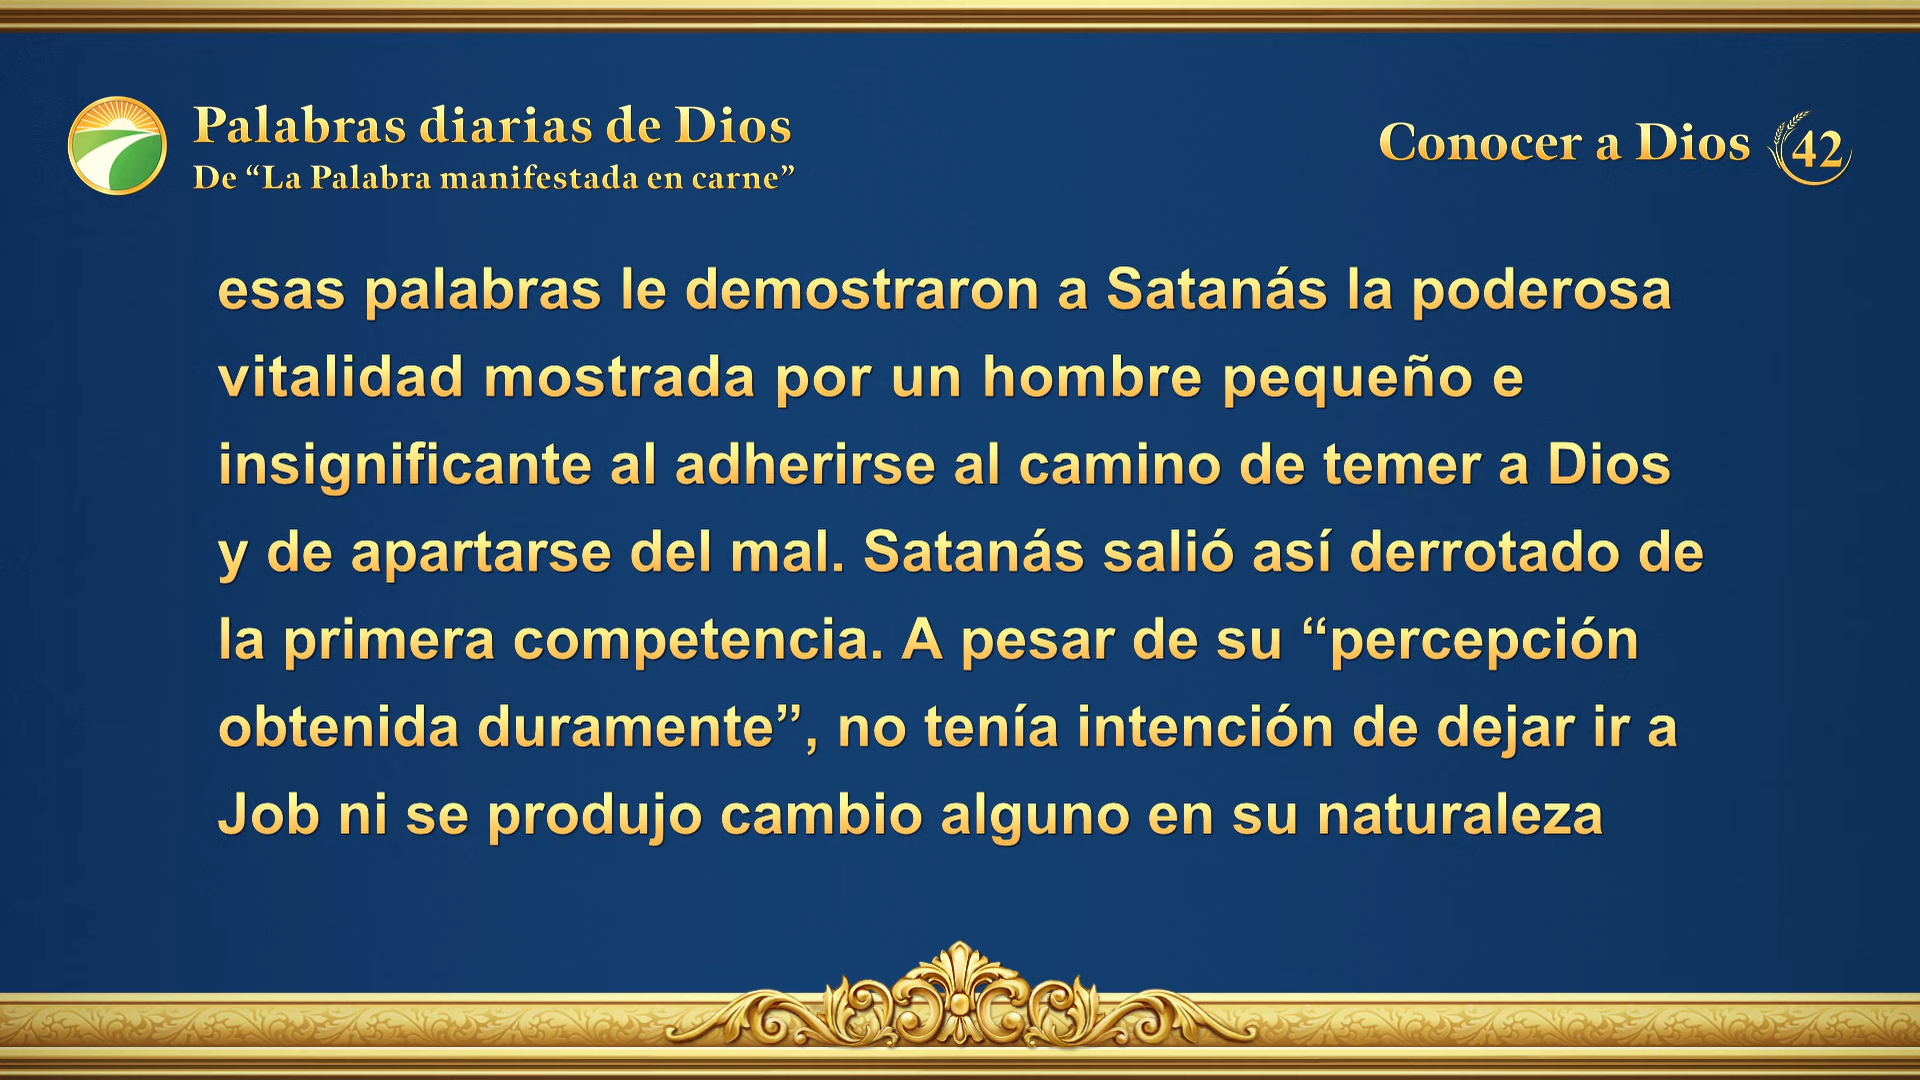 Palabras diarias de Dios
De “La Palabra manifestada en carne”
Conocer a Dios 42
esas palabras le demostraron a Satanás la poderosa
vitalidad mostrada por un hombre pequeño e
insignificante al adherirse al camino de temer a Dios
y de apartarse del mal. Satanás salió así derrotado de
la primera competencia. A pesar de su “percepción
obtenida duramente”, no tenía intención de dejar ir a
Job ni se produjo cambio alguno en su naturaleza